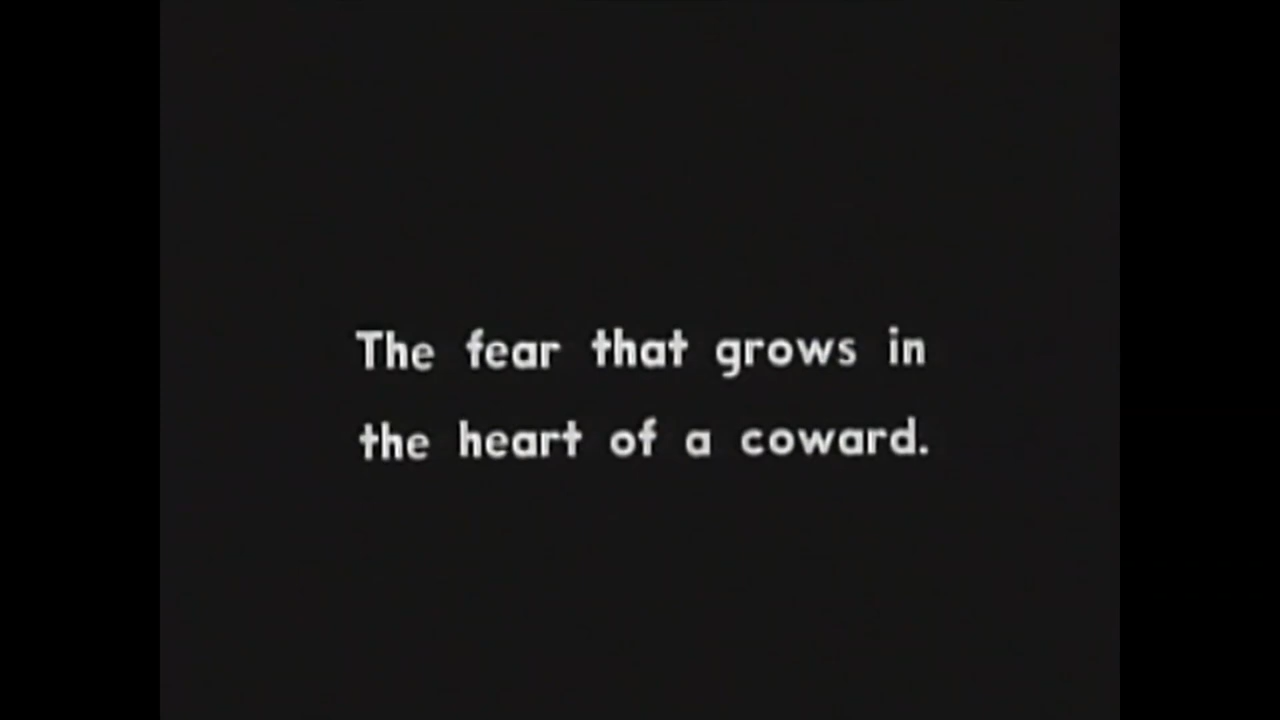 The fear that grows in
the heart of a coward.